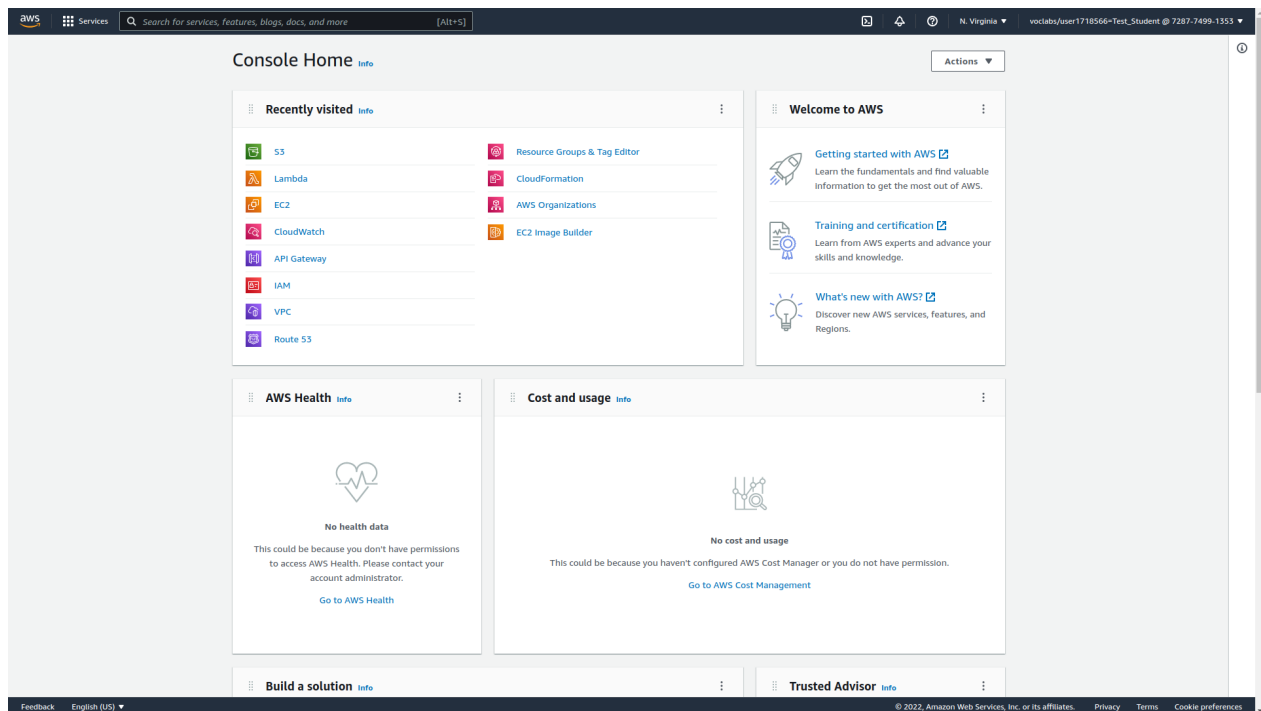 aws Services Search for services, features, blogs, docs, and more [Alt+S] N. Virginia ▼ voclabs/user1718566=Test_Student @ 7287-7499-1353 ▼
Console Home Info
Actions ▼
Recently visited Info
S3
Lambda
EC2
CloudWatch
API Gateway
IAM
VPC
Route 53
Resource Groups & Tag Editor
CloudFormation
AWS Organizations
EC2 Image Builder
Welcome to AWS
Getting started with AWS
Learn the fundamentals and find valuable
information to get the most out of AWS.
Training and certification
Learn from AWS experts and advance your
skills and knowledge.
What's new with AWS?
Discover new AWS services, features, and
Regions.
AWS Health Info
No health data
This could be because you don't have permissions
to access AWS Health. Please contact your
account administrator.
Go to AWS Health
Cost and usage Info
No cost and usage
This could be because you haven't configured AWS Cost Manager or you do not have permission.
Go to AWS Cost Management
Build a solution Info
Trusted Advisor Info
Feedback English (US) ▼ © 2022, Amazon Web Services, Inc. or its affiliates. Privacy Terms Cookie preferences